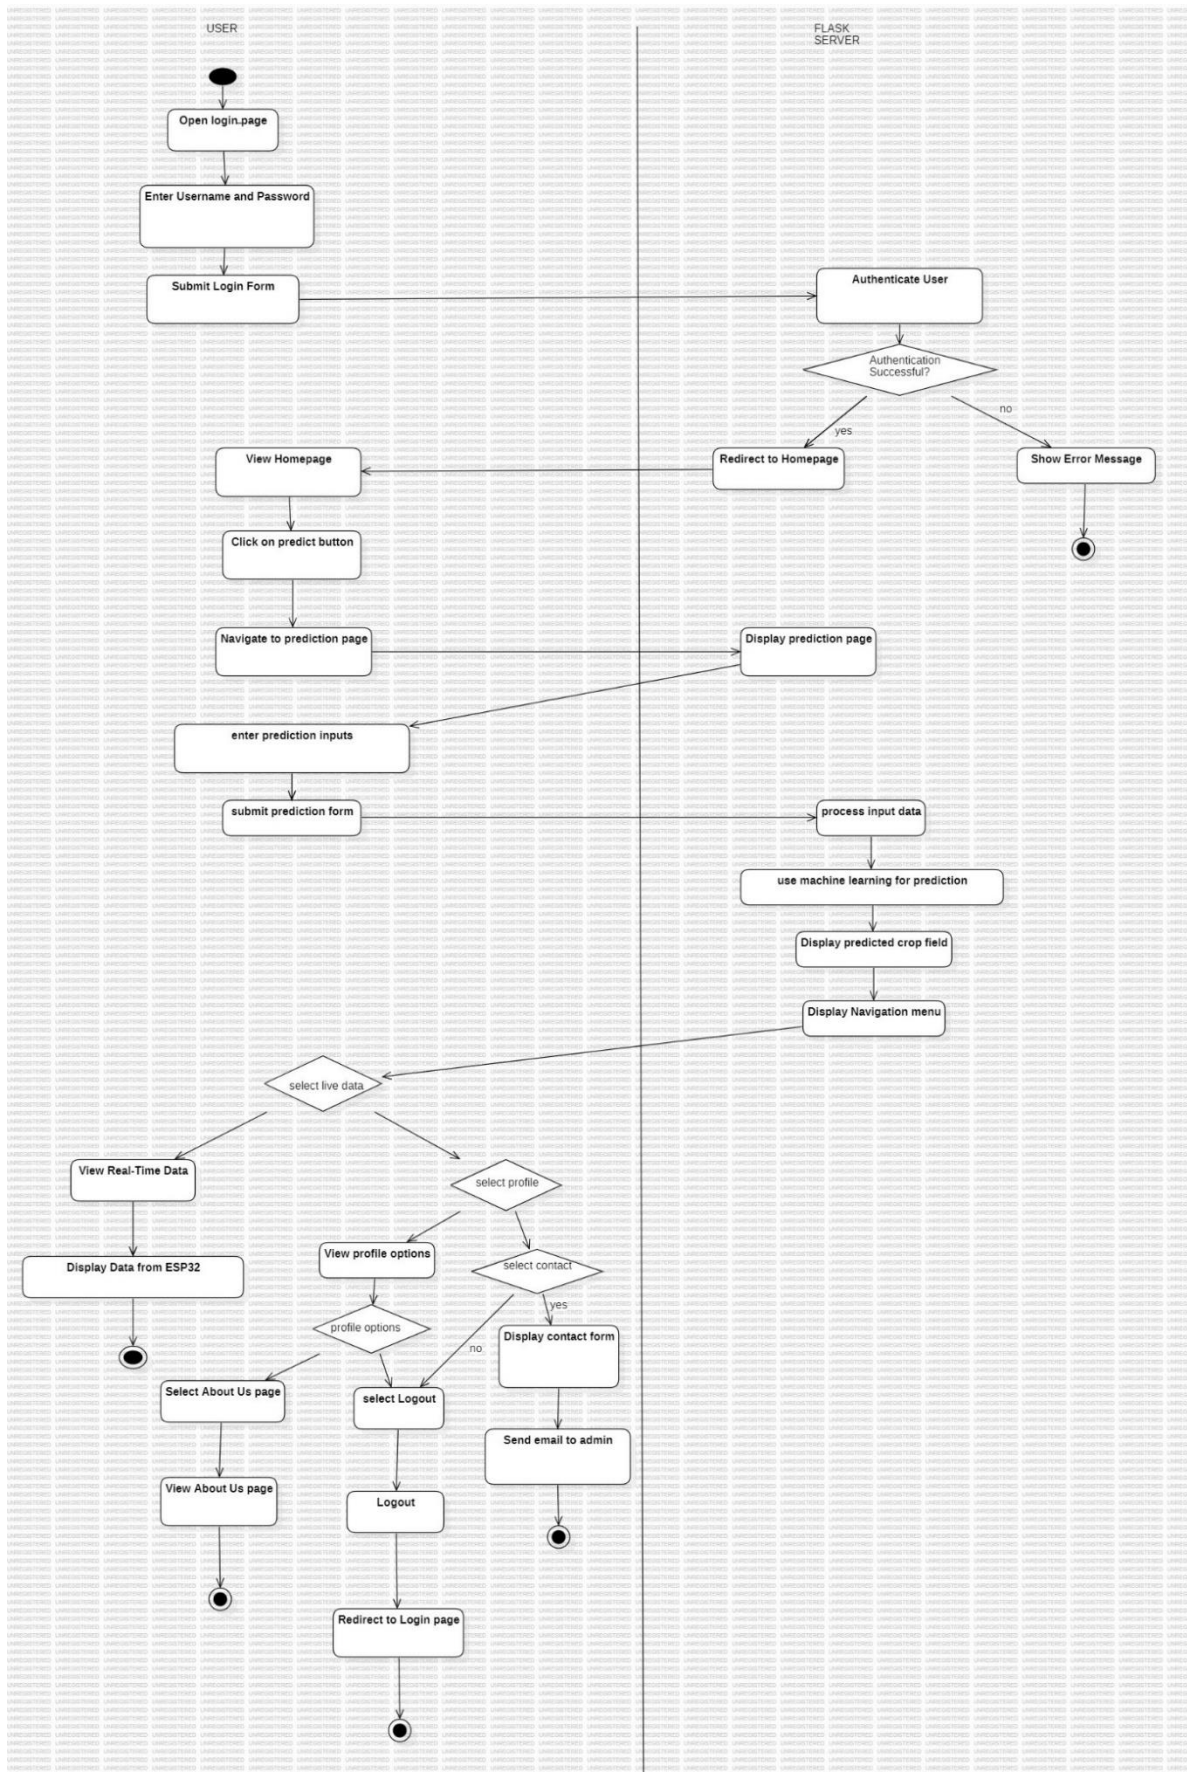 USER
FLASK
SERVER
Open login.page
Enter Username and Password
Submit Login Form
Authenticate User
Authentication
Successful?
no
yes
View Homepage
Redirect to Homepage
Show Error Message
Click on predict button
Navigate to prediction page
Display prediction page
enter prediction inputs
submit prediction form
process input data
use machine learning for prediction
Display predicted crop field
Display Navigation menu
select live data
View Real-Time Data
select profile
View profile options
select contact
Display Data from ESP32
yes
profile options
Display contact form
no
Select About Us page
select Logout
Send email to admin
View About Us page
Logout
Redirect to Login page